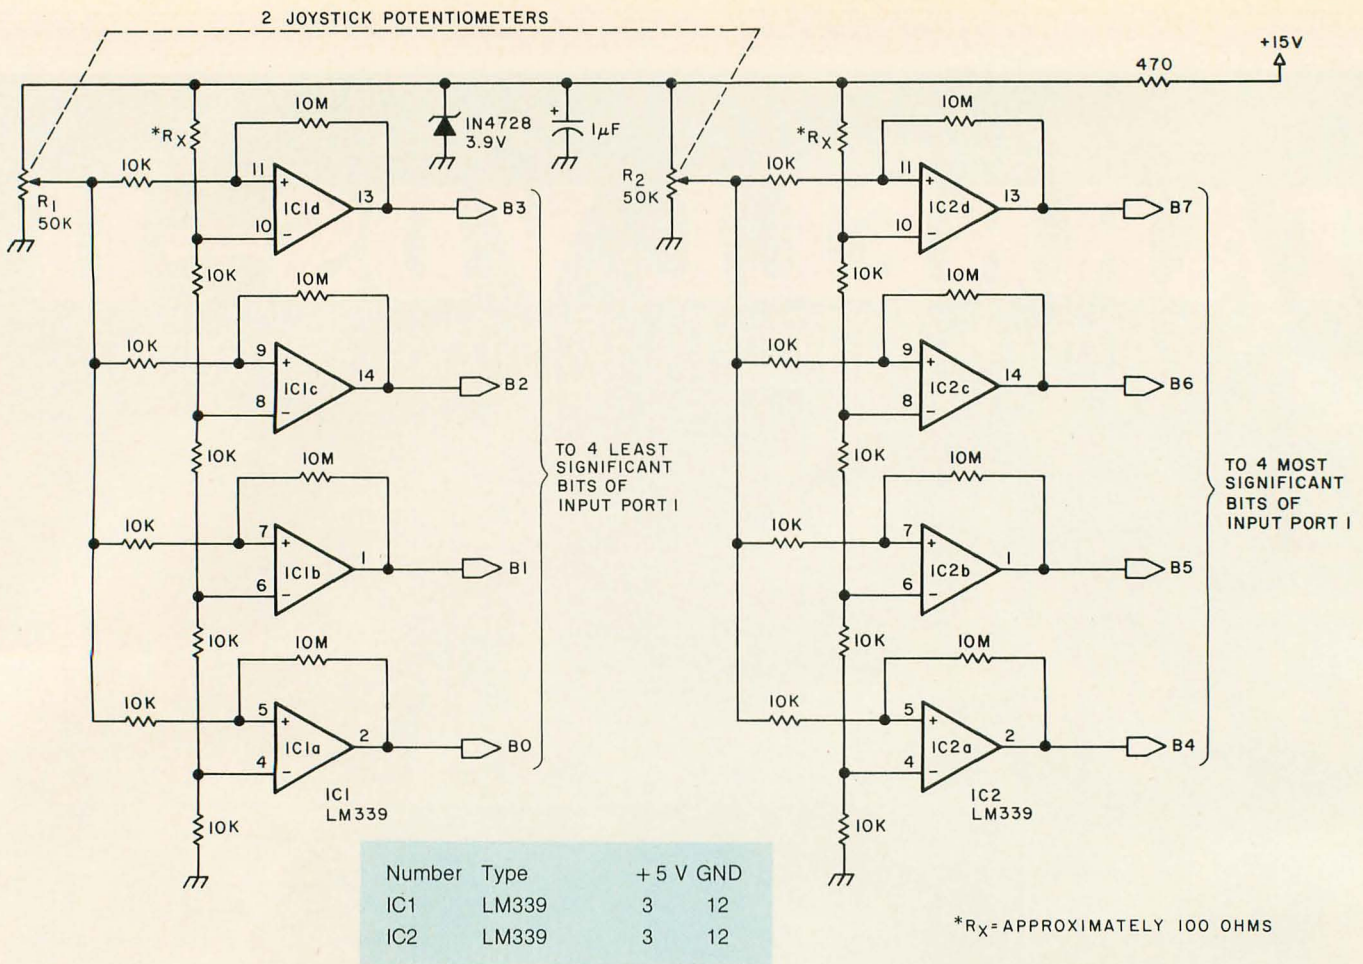 2 JOYSTICK POTENTIOMETERS
+15V
470
10M
*RX
IN4728
3.9V
+
1µF
10K
11
+
IC1d
13
B3
10
−
R1
50K
10K
10M
10K
9
+
IC1c
14
B2
8
−
10K
10M
10K
7
+
IC1b
1
B1
6
−
10K
10M
10K
5
+
IC1a
2
B0
4
−
10K
IC1
LM339
TO 4 LEAST
SIGNIFICANT
BITS OF
INPUT PORT 1
10M
*RX
R2
50K
10K
11
+
IC2d
13
B7
10
−
10K
10M
10K
9
+
IC2c
14
B6
8
−
10K
10M
10K
7
+
IC2b
1
B5
6
−
10K
10M
10K
5
+
IC2a
2
B4
4
−
10K
IC2
LM339
TO 4 MOST
SIGNIFICANT
BITS OF
INPUT PORT 1
Number Type +5 V GND
IC1 LM339 3 12
IC2 LM339 3 12
*RX=APPROXIMATELY 100 OHMS